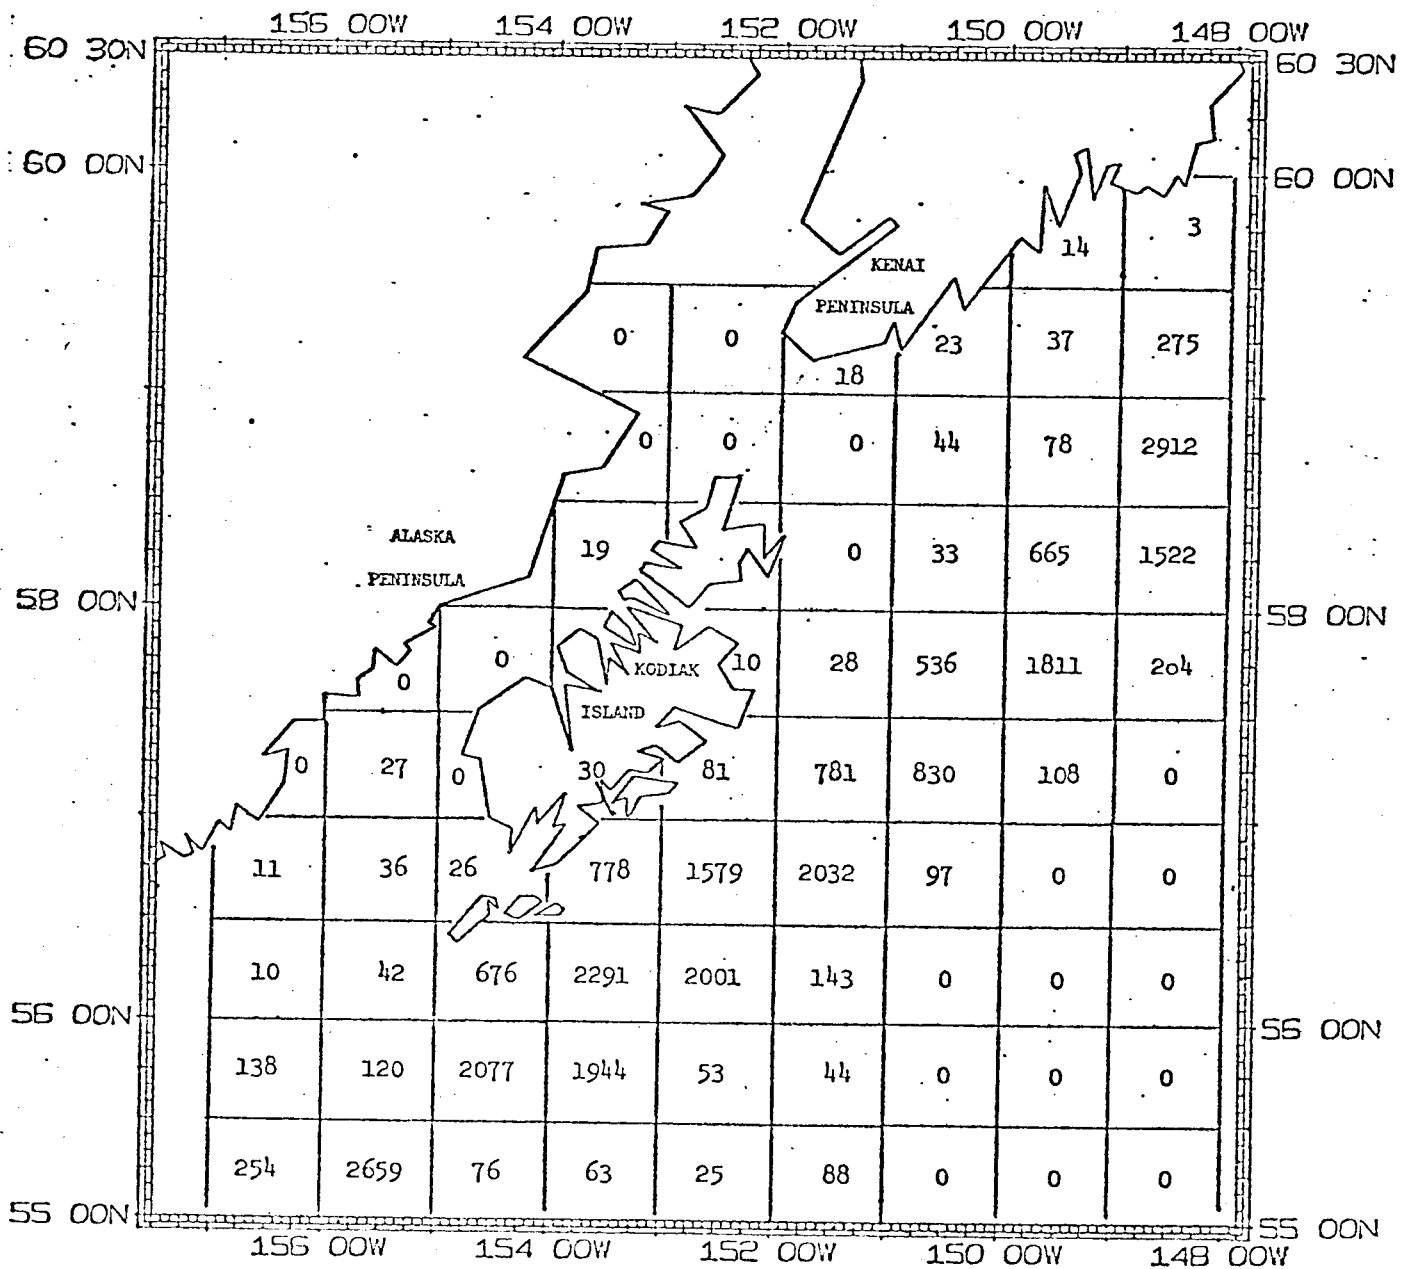 156 00W 154 00W 152 00W 150 00W 148 00W
60 30N 60 30N
60 00N 60 00N
3
14
KENAI
PENINSULA
0 0 23 37 275
18
0 0 0 44 78 2912
ALASKA
PENINSULA
19 0 33 665 1522
58 00N 58 00N
0 0 KODIAK 10 28 536 1811 204
ISLAND
0 27 0 30 81 781 830 108 0
11 36 26 778 1579 2032 97 0 0
10 42 676 2291 2001 143 0 0 0
56 00N 56 00N
138 120 2077 1944 53 44 0 0 0
254 2659 76 63 25 88 0 0 0
55 00N 55 00N
156 00W 154 00W 152 00W 150 00W 148 00W